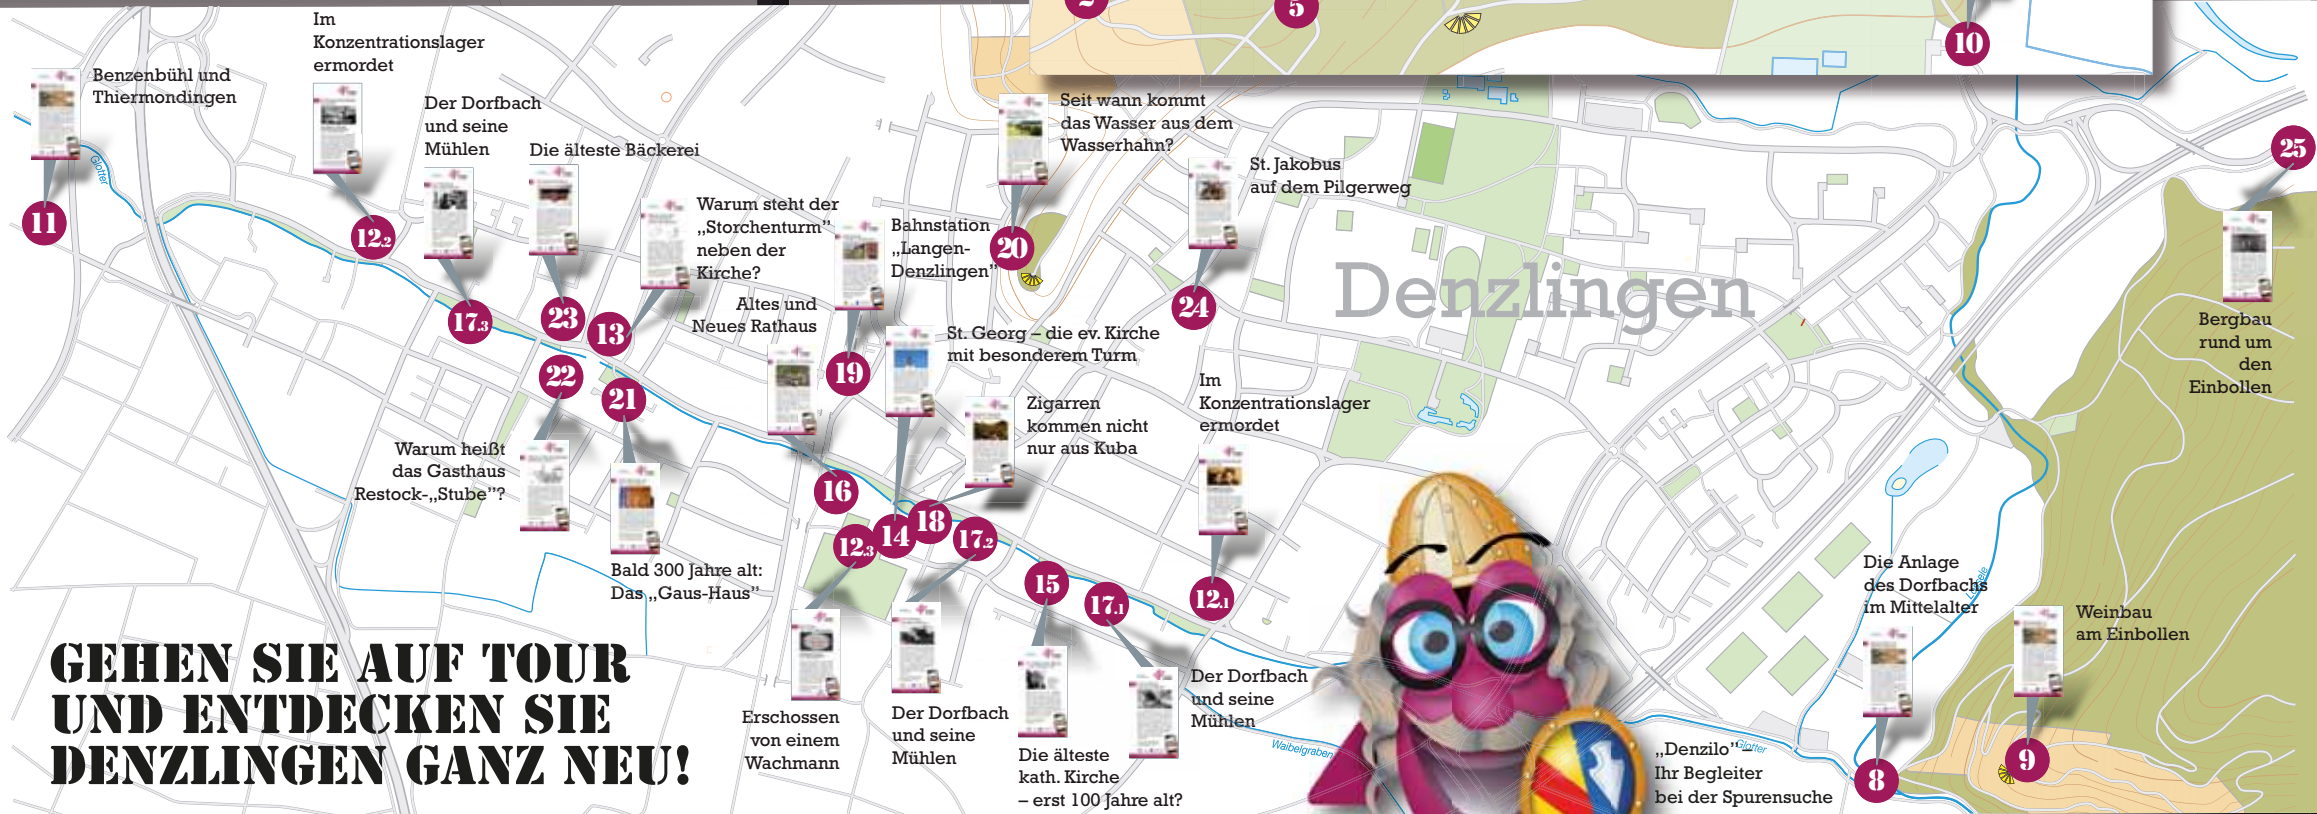 2
5
10
Im
Konzentrationslager
ermordet
Benzenbühl und
Thiermondingen
Glotter
11
12.2
Der Dorfbach
und seine
Mühlen
17.3
Die älteste Bäckerei
23
Warum steht der
„Storchenturm”
neben der
Kirche?
13
Altes und
Neues Rathaus
16
Bahnstation
„Langen-
Denzlingen”
19
Seit wann kommt
das Wasser aus dem
Wasserhahn?
20
St. Jakobus
auf dem Pilgerweg
24
Denzlingen
25
Bergbau
rund um
den
Einbollen
22
Warum heißt
das Gasthaus
Restock-„Stube”?
21
Bald 300 Jahre alt:
Das „Gaus-Haus”
St. Georg – die ev. Kirche
mit besonderem Turm
14
Zigarren
kommen nicht
nur aus Kuba
18
Im
Konzentrationslager
ermordet
12.1
12.3
Erschossen
von einem
Wachmann
17.2
Der Dorfbach
und seine
Mühlen
15
Die älteste
kath. Kirche
– erst 100 Jahre alt?
17.1
Der Dorfbach
und seine
Mühlen
Waibelgraben
Die Anlage
des Dorfbachs
im Mittelalter
8
Weinbau
am Einbollen
9
Glotter
„Denzilo” –
Ihr Begleiter
bei der Spurensuche
GEHEN SIE AUF TOUR
UND ENTDECKEN SIE
DENZLINGEN GANZ NEU!